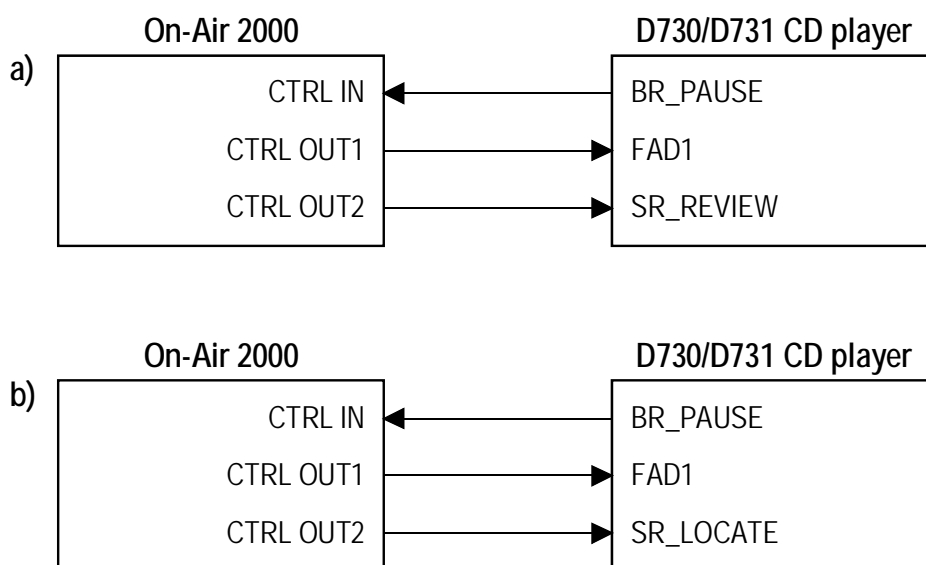 On-Air 2000 D730/D731 CD player
a)
CTRL IN BR_PAUSE
CTRL OUT1 FAD1
CTRL OUT2 SR_REVIEW
On-Air 2000 D730/D731 CD player
b)
CTRL IN BR_PAUSE
CTRL OUT1 FAD1
CTRL OUT2 SR_LOCATE